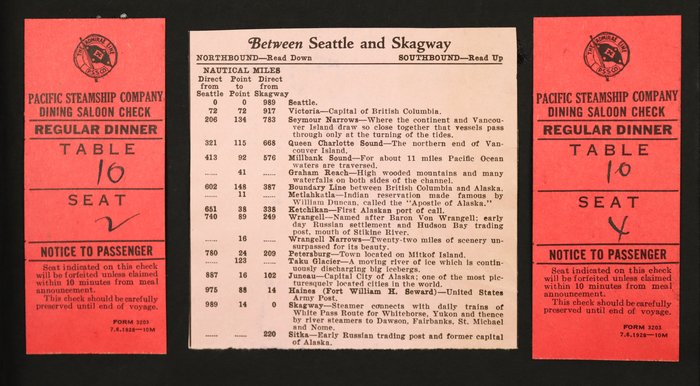 THE ADMIRAL LINE
P.S.S.CO.
PACIFIC STEAMSHIP COMPANY
DINING SALOON CHECK
REGULAR DINNER
TABLE
10
SEAT
2
NOTICE TO PASSENGER
Seat indicated on this check
will be forfeited unless claimed
within 10 minutes from meal
announcement.
This check should be carefully
preserved until end of voyage.
FORM 3203
7.6.1928—10M
Between Seattle and Skagway
NORTHBOUND—Read Down SOUTHBOUND—Read Up
NAUTICAL MILES
Direct Point Direct
from to from
Seattle Point Skagway
0 0 989 Seattle.
72 72 917 Victoria—Capital of British Columbia.
206 134 783 Seymour Narrows—Where the continent and Vancou-
ver Island draw so close together that vessels pass
through only at the turning of the tides.
321 115 668 Queen Charlotte Sound—The northern end of Van-
couver Island.
413 92 576 Millbank Sound—For about 11 miles Pacific Ocean
waters are traversed.
..... 41 ..... Graham Reach—High wooded mountains and many
waterfalls on both sides of the channel.
602 148 387 Boundary Line between British Columbia and Alaska.
..... 11 ..... Metlahkatla—Indian reservation made famous by
William Duncan, called the "Apostle of Alaska."
651 38 338 Ketchikan—First Alaskan port of call.
740 89 249 Wrangell—Named after Baron Von Wrangell; early
day Russian settlement and Hudson Bay trading
post, mouth of Stikine River.
..... 16 ..... Wrangell Narrows—Twenty-two miles of scenery un-
surpassed for its beauty.
780 24 209 Petersburg—Town located on Mitkof Island.
..... 123 ..... Taku Glacier—A moving river of ice which is contin-
uously discharging big icebergs.
887 16 102 Juneau—Capital City of Alaska; one of the most pic-
turesquely located cities in the world.
975 88 14 Haines (Fort William H. Seward)—United States
Army Post.
989 14 0 Skagway—Steamer connects with daily trains of
White Pass Route for Whitehorse, Yukon and thence
by river steamers to Dawson, Fairbanks, St. Michael
and Nome.
..... ..... 220 Sitka—Early Russian trading post and former capital
of Alaska.
THE ADMIRAL LINE
P.S.S.CO.
PACIFIC STEAMSHIP COMPANY
DINING SALOON CHECK
REGULAR DINNER
TABLE
10
SEAT
4
NOTICE TO PASSENGER
Seat indicated on this check
will be forfeited unless claimed
within 10 minutes from meal
announcement.
This check should be carefully
preserved until end of voyage.
FORM 3203
7.6.1928—10M